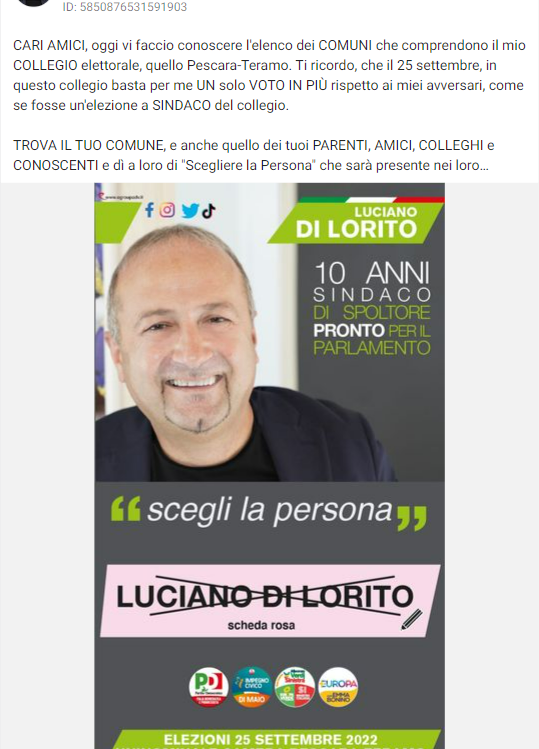 ID: 5850876531591903
CARI AMICI, oggi vi faccio conoscere l'elenco dei COMUNI che comprendono il mio
COLLEGIO elettorale, quello Pescara-Teramo. Ti ricordo, che il 25 settembre, in
questo collegio basta per me UN solo VOTO IN PIÙ rispetto ai miei avversari, come
se fosse un'elezione a SINDACO del collegio.
TROVA IL TUO COMUNE, e anche quello dei tuoi PARENTI, AMICI, COLLEGHI e
CONOSCENTI e dì a loro di "Scegliere la Persona" che sarà presente nei loro...
LUCIANO
DI LORITO
10 ANNI
SINDACO
DI SPOLTORE
PRONTO PER IL
PARLAMENTO
“scegli la persona„
LUCIANO DI LORITO
scheda rosa
PD
IMPEGNO
CIVICO
DI MAIO
EUROPA
ELEZIONI 25 SETTEMBRE 2022